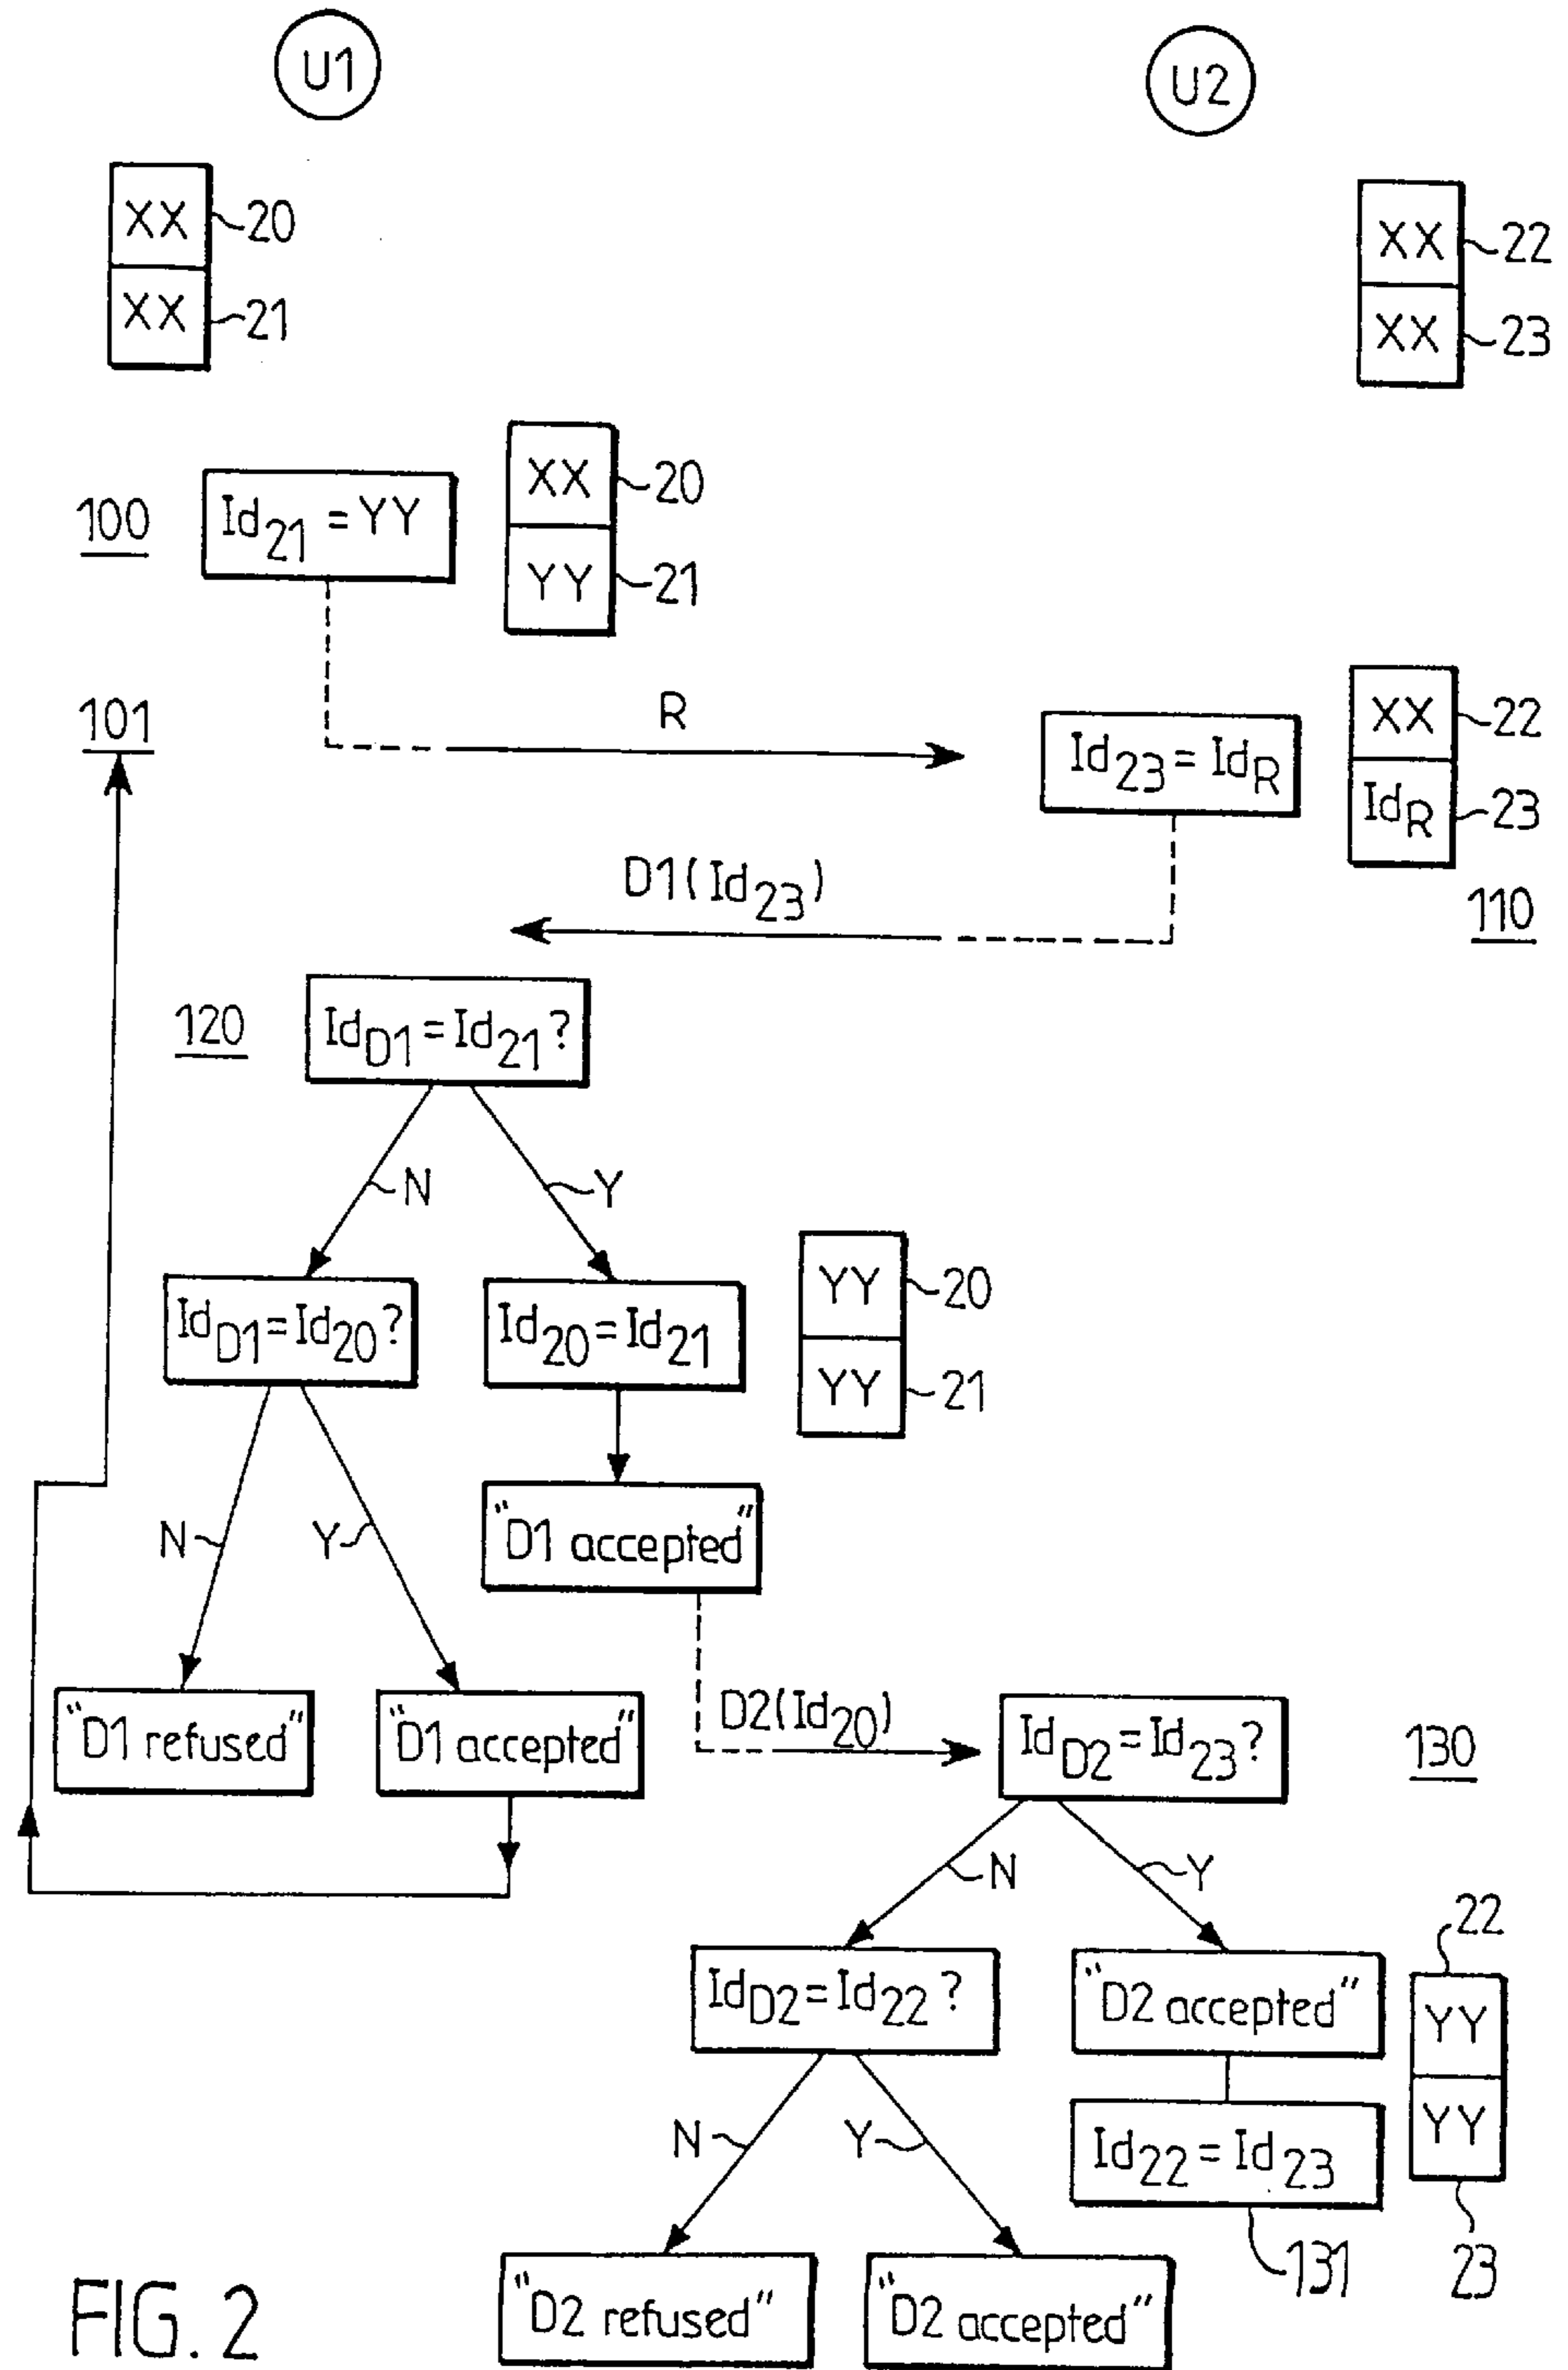 U1
U2
XX 20
XX 21
XX 22
XX 23
100
Id21 = YY
XX 20
YY 21
101
R
Id23 = IdR
XX 22
IdR 23
D1(Id23)
110
120
IdD1 = Id21?
N
Y
IdD1 = Id20?
Id20 = Id21
YY 20
YY 21
N
Y
"D1 accepted"
"D1 refused"
"D1 accepted"
D2(Id20)
IdD2 = Id23?
130
N
Y
22
IdD2 = Id22?
"D2 accepted"
YY
YY
N
Y
Id22 = Id23
131
23
"D2 refused"
"D2 accepted"
FIG. 2